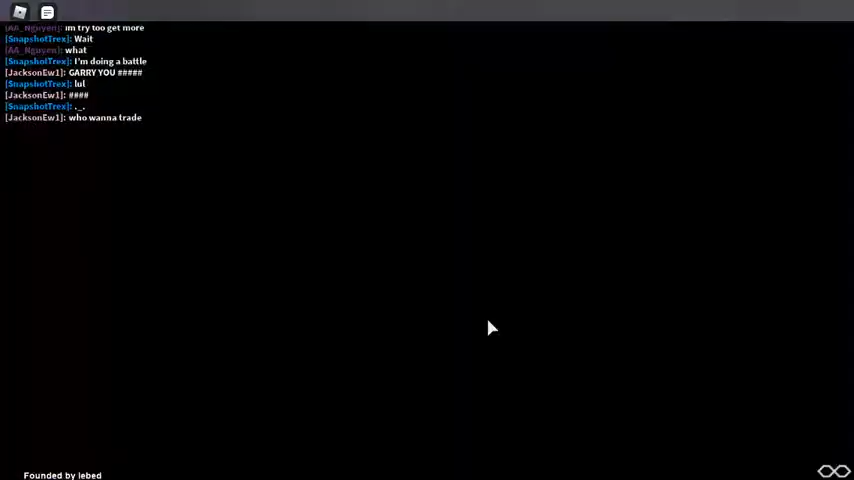 [AA_Nguyen]: im try too get more
[SnapshotTrex]: Wait
[AA_Nguyen]: what
[SnapshotTrex]: I'm doing a battle
[JacksonEw1]: GARRY YOU #####
[SnapshotTrex]: lul
[JacksonEw1]: ####
[SnapshotTrex]: ._.
[JacksonEw1]: who wanna trade
Founded by lebed